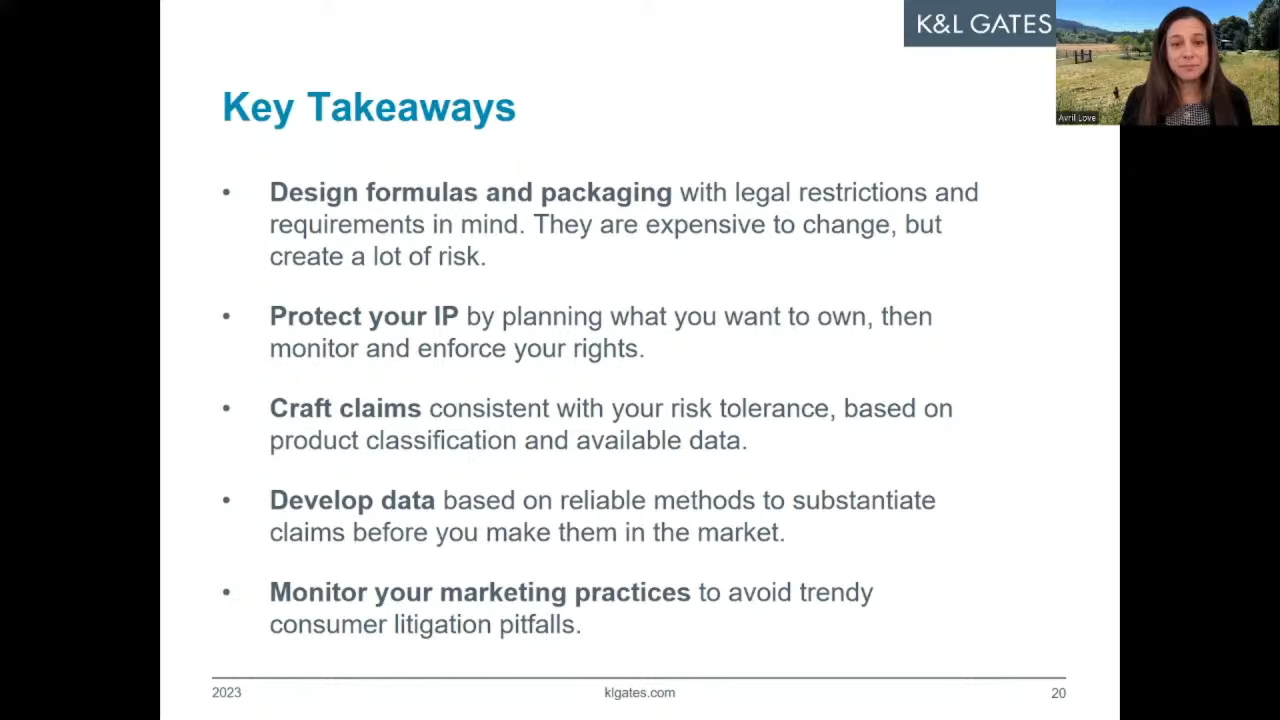 K&L GATES
Avril Love
Key Takeaways
• Design formulas and packaging with legal restrictions and
requirements in mind. They are expensive to change, but
create a lot of risk.
• Protect your IP by planning what you want to own, then
monitor and enforce your rights.
• Craft claims consistent with your risk tolerance, based on
product classification and available data.
• Develop data based on reliable methods to substantiate
claims before you make them in the market.
• Monitor your marketing practices to avoid trendy
consumer litigation pitfalls.
2023 klgates.com 20